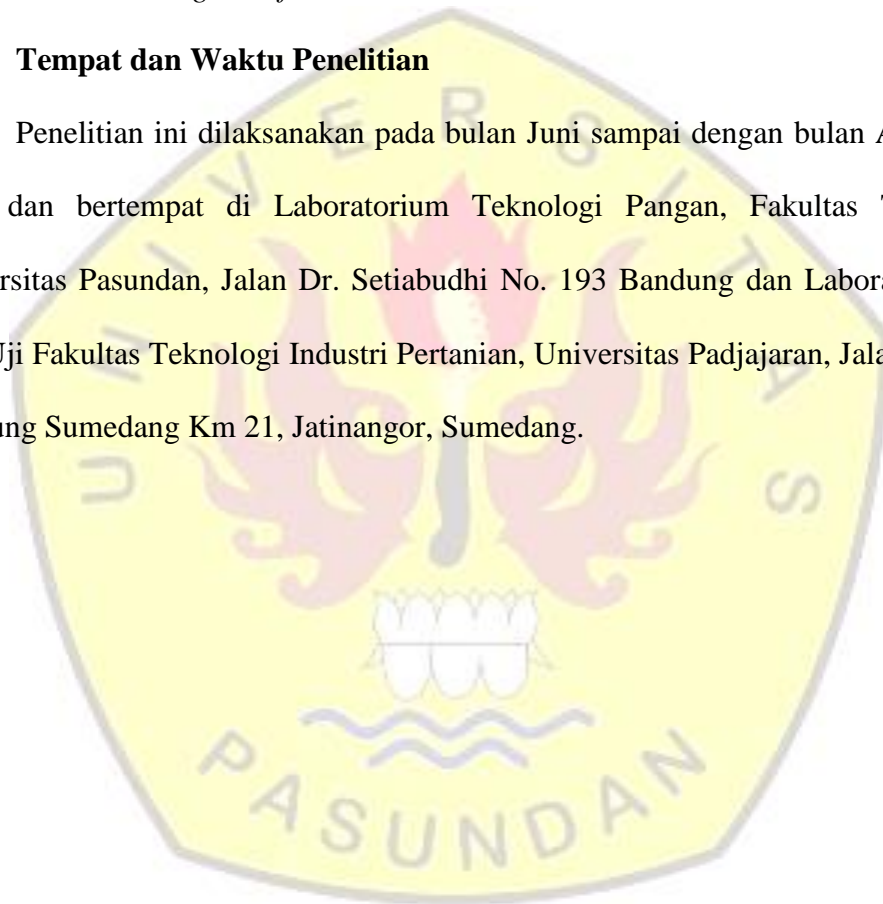 Tempat dan Waktu Penelitian
Penelitian ini dilaksanakan pada bulan Juni sampai dengan bulan
dan bertempat di Laboratorium Teknologi Pangan, Fakultas
rsitas Pasundan, Jalan Dr. Setiabudhi No. 193 Bandung dan Labora
Uji Fakultas Teknologi Industri Pertanian, Universitas Padjajaran, Jala
ung Sumedang Km 21, Jatinangor, Sumedang.
UNIVERSITAS
PASUNDAN